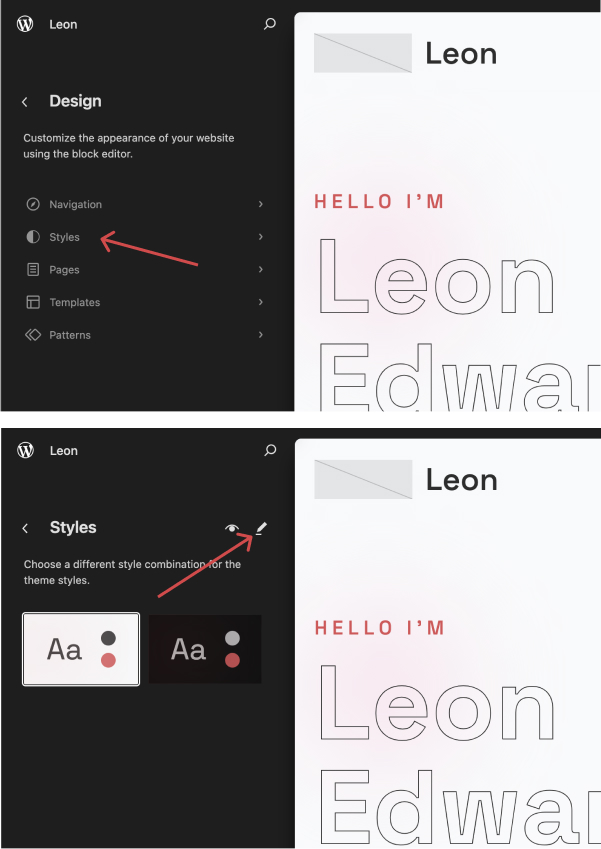 Leon
Leon
Design
Customize the appearance of your website
using the block editor.
Navigation
Styles
Pages
Templates
Patterns
HELLO I’M
Leon
Edwar
Leon
Leon
Styles
Choose a different style combination for the
theme styles.
Aa
Aa
HELLO I’M
Leon
Edwar